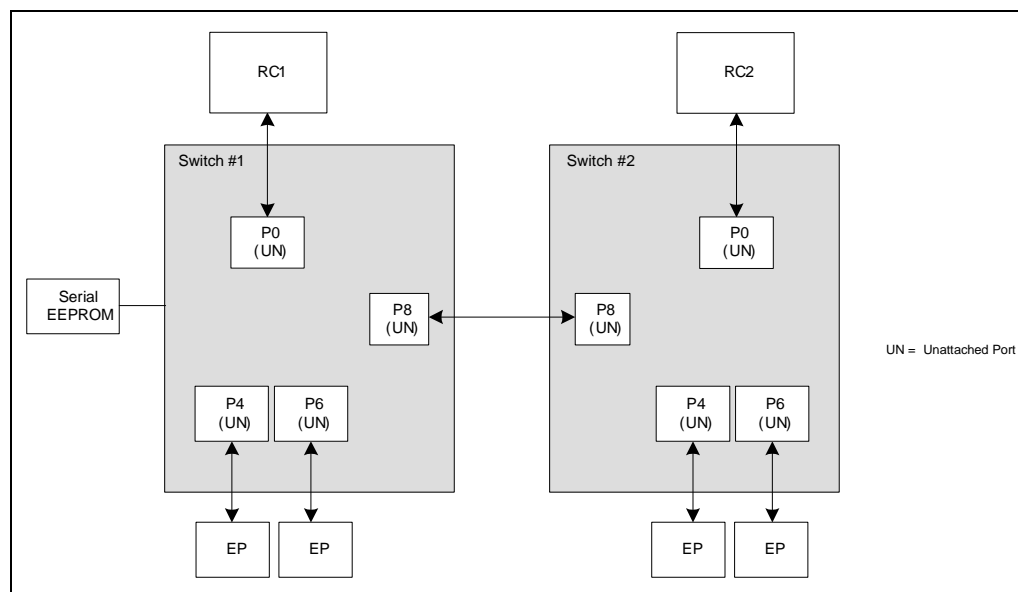 RC1
RC2
Switch #1
Switch #2
P0
(UN)
P0
(UN)
Serial
EEPROM
P8
(UN)
P8
(UN)
UN = Unattached Port
P4
(UN)
P6
(UN)
P4
(UN)
P6
(UN)
EP
EP
EP
EP